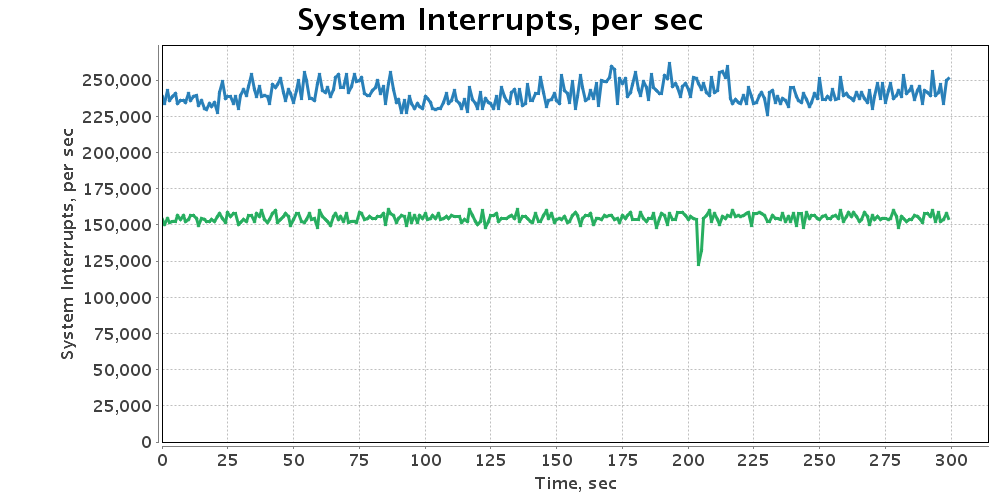 System Interrupts, per sec
System Interrupts, per sec
250,000
225,000
200,000
175,000
150,000
125,000
100,000
75,000
50,000
25,000
0
0 25 50 75 100 125 150 175 200 225 250 275 300
Time, sec